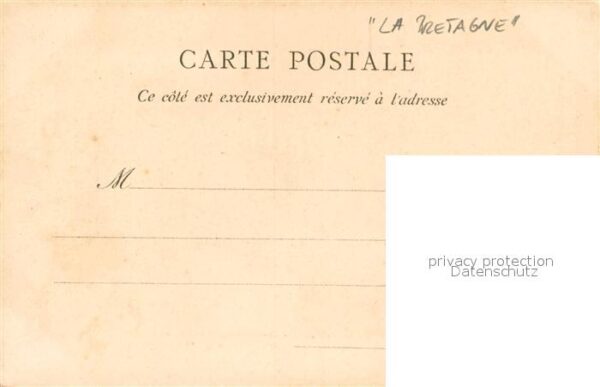 "LA BRETAGNE"
CARTE POSTALE
Ce côté est exclusivement réservé à l'adresse
M
privacy protection
Datenschutz